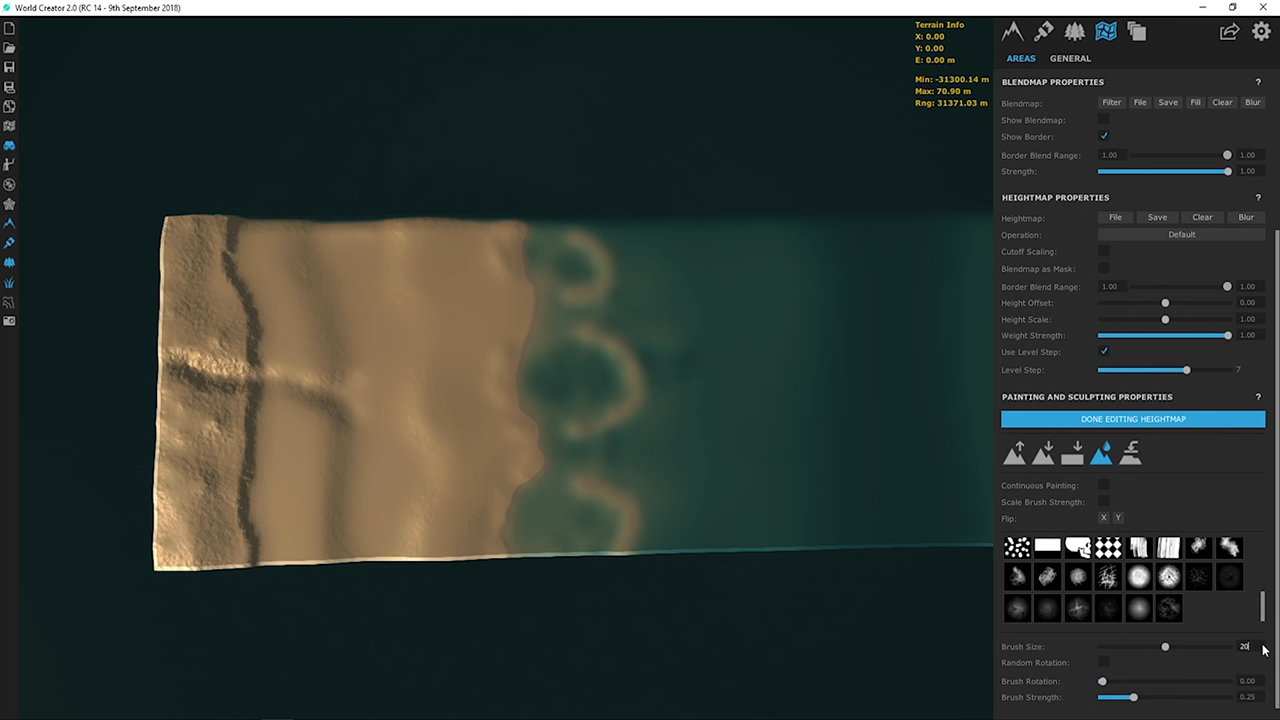 World Creator 2.0 (RC 14 - 9th September 2018)
Terrain Info
X: 0.00
Y: 0.00
E: 0.00 m
Min: -31300.14 m
Max: 70.90 m
Rng: 31371.03 m
AREAS GENERAL
BLENDMAP PROPERTIES ?
Blendmap: Filter File Save Fill Clear Blur
Show Blendmap:
Show Border:
Border Blend Range: 1.00 1.00
Strength: 1.00
HEIGHTMAP PROPERTIES ?
Heightmap: File Save Clear Blur
Operation: Default
Cutoff Scaling:
Blendmap as Mask:
Border Blend Range: 1.00 1.00
Height Offset: 0.00
Height Scale: 1.00
Weight Strength: 1.00
Use Level Step:
Level Step: 7
PAINTING AND SCULPTING PROPERTIES ?
DONE EDITING HEIGHTMAP
Continuous Painting:
Scale Brush Strength:
Flip: X Y
Brush Size: 20
Random Rotation:
Brush Rotation: 0.00
Brush Strength: 0.25